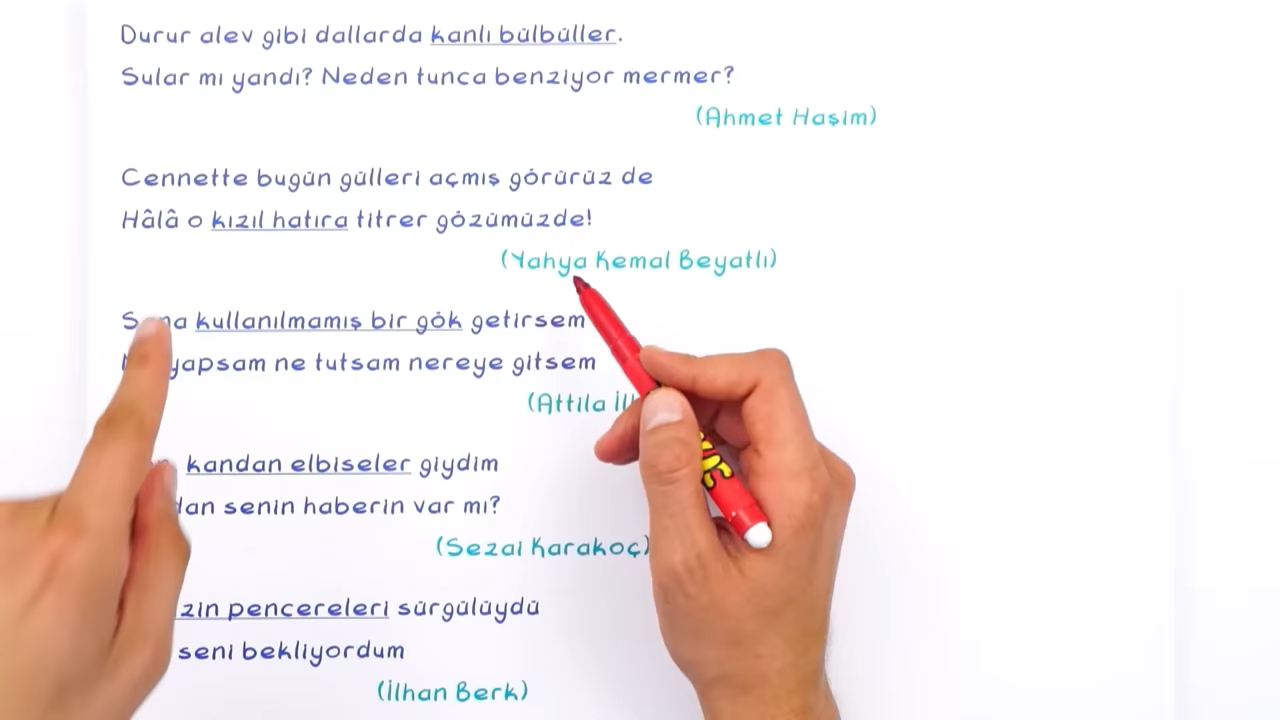 Durur alev gibi dallarda kanlı bülbüller.
Sular mı yandı? Neden tunca benziyor mermer?
(Ahmet Haşim)
Cennette bugün gülleri açmış görürüz de
Hâlâ o kızıl hatıra titrer gözümüzde!
(Yahya Kemal Beyatlı)
kullanılmamış bir gök getirsem
yapsam ne tutsam nereye gitsem
(Attila
kandan elbiseler giydim
senin haberin var mı?
(Sezai Karakoç)
pencereleri sürgülüydü
seni bekliyordum
(İlhan Berk)